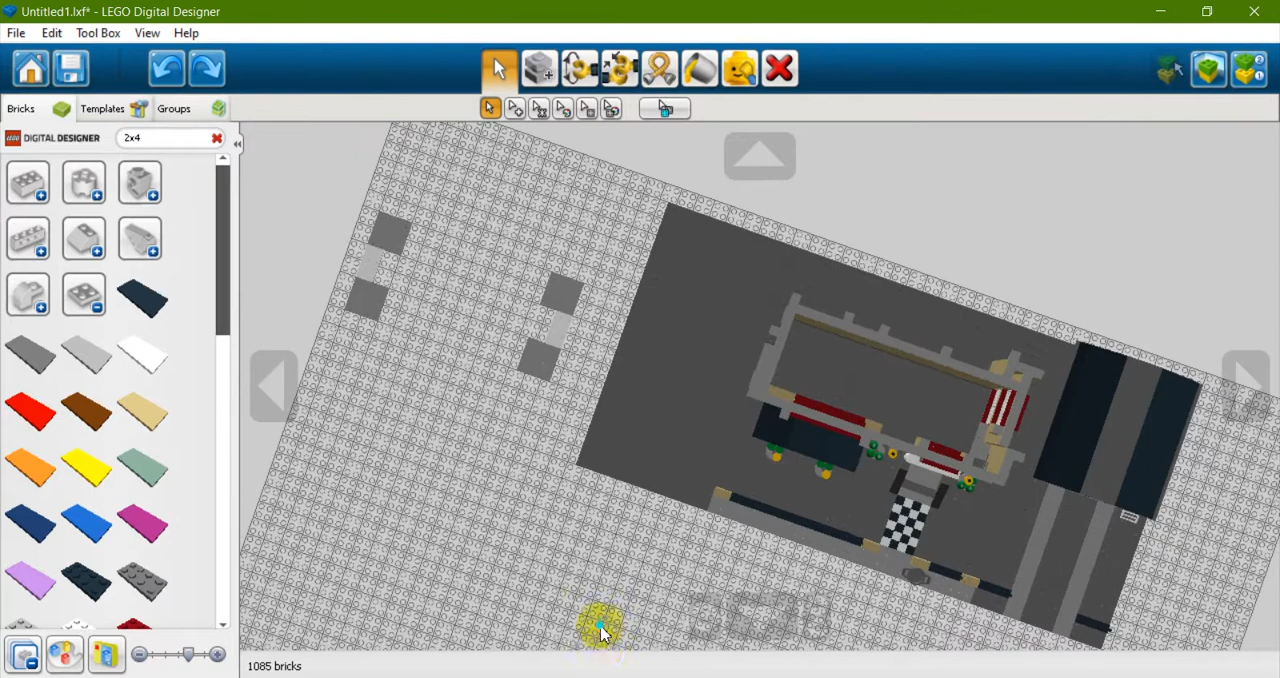 Untitled1.lxf* - LEGO Digital Designer
File Edit Tool Box View Help
Bricks Templates Groups
LEGO DIGITAL DESIGNER 2x4
1085 bricks